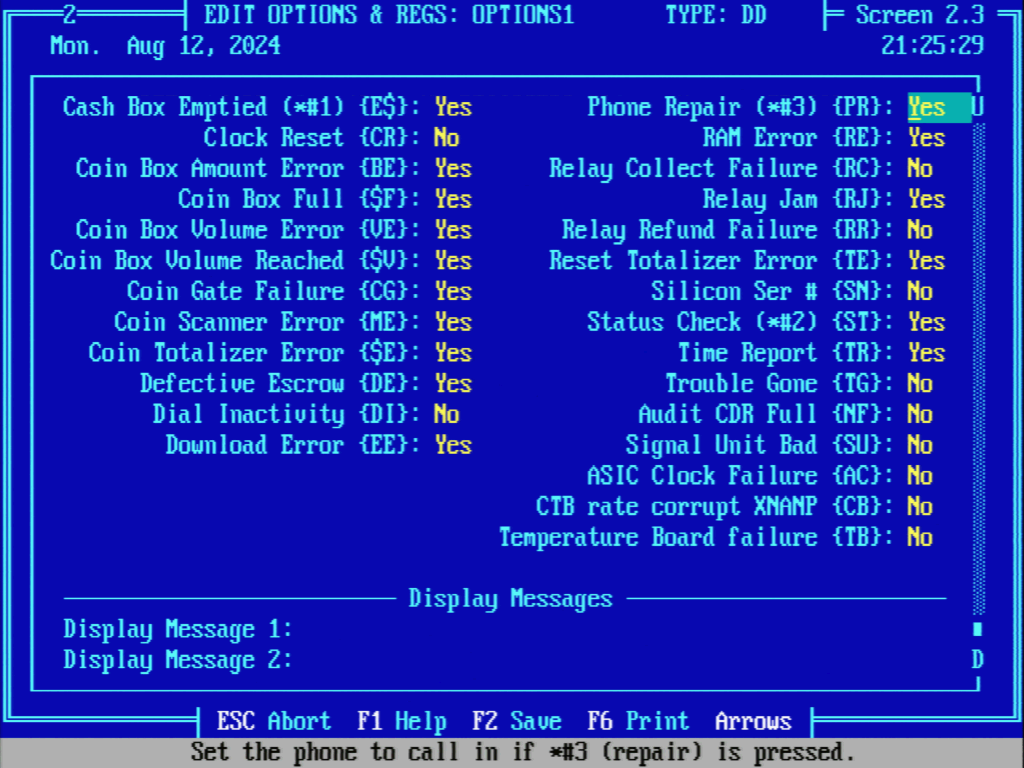 2 EDIT OPTIONS & REGS: OPTIONS1 TYPE: DD Screen 2.3
Mon. Aug 12, 2024 21:25:29
Cash Box Emptied (*#1) {E$}: Yes Phone Repair (*#3) {PR}: Yes U
Clock Reset {CR}: No RAM Error {RE}: Yes
Coin Box Amount Error {BE}: Yes Relay Collect Failure {RC}: No
Coin Box Full {$F}: Yes Relay Jam {RJ}: Yes
Coin Box Volume Error {VE}: Yes Relay Refund Failure {RR}: No
Coin Box Volume Reached {$V}: Yes Reset Totalizer Error {TE}: Yes
Coin Gate Failure {CG}: Yes Silicon Ser # {SN}: No
Coin Scanner Error {ME}: Yes Status Check (*#2) {ST}: Yes
Coin Totalizer Error {$E}: Yes Time Report {TR}: Yes
Defective Escrow {DE}: Yes Trouble Gone {TG}: No
Dial Inactivity {DI}: No Audit CDR Full {NF}: No
Download Error {EE}: Yes Signal Unit Bad {SU}: No
ASIC Clock Failure {AC}: No
CTB rate corrupt XNANP {CB}: No
Temperature Board failure {TB}: No
Display Messages
Display Message 1:
Display Message 2: D
ESC Abort F1 Help F2 Save F6 Print Arrows
Set the phone to call in if *#3 (repair) is pressed.